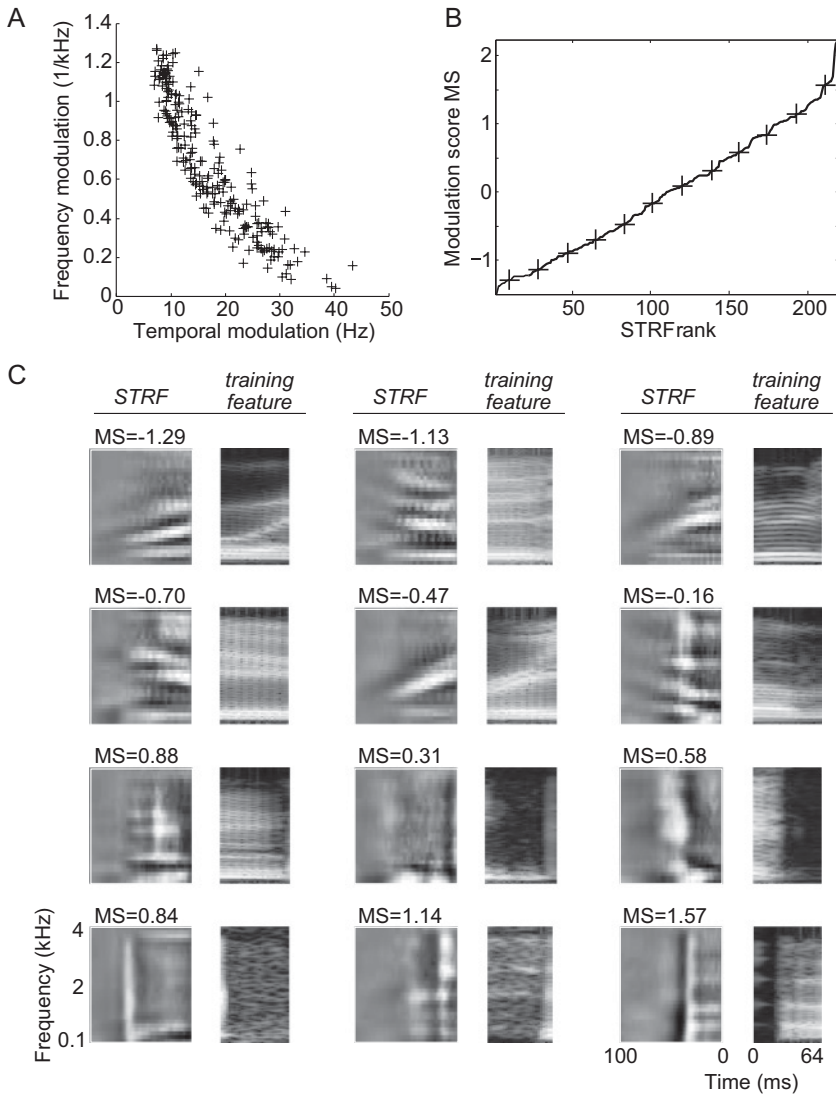 A
Frequency modulation (1/kHz)
1.4
1.2
1
0.8
0.6
0.4
0.2
0
0 10 20 30 40 50
Temporal modulation (Hz)
B
Modulation score MS
2
1
0
−1
50 100 150 200
STRFrank
C
STRF training feature STRF training feature STRF training feature
MS=-1.29 MS=-1.13 MS=-0.89
MS=-0.70 MS=-0.47 MS=-0.16
MS=0.88 MS=0.31 MS=0.58
MS=0.84 MS=1.14 MS=1.57
Frequency (kHz)
4
2
0.1
100 0 0 64
Time (ms)